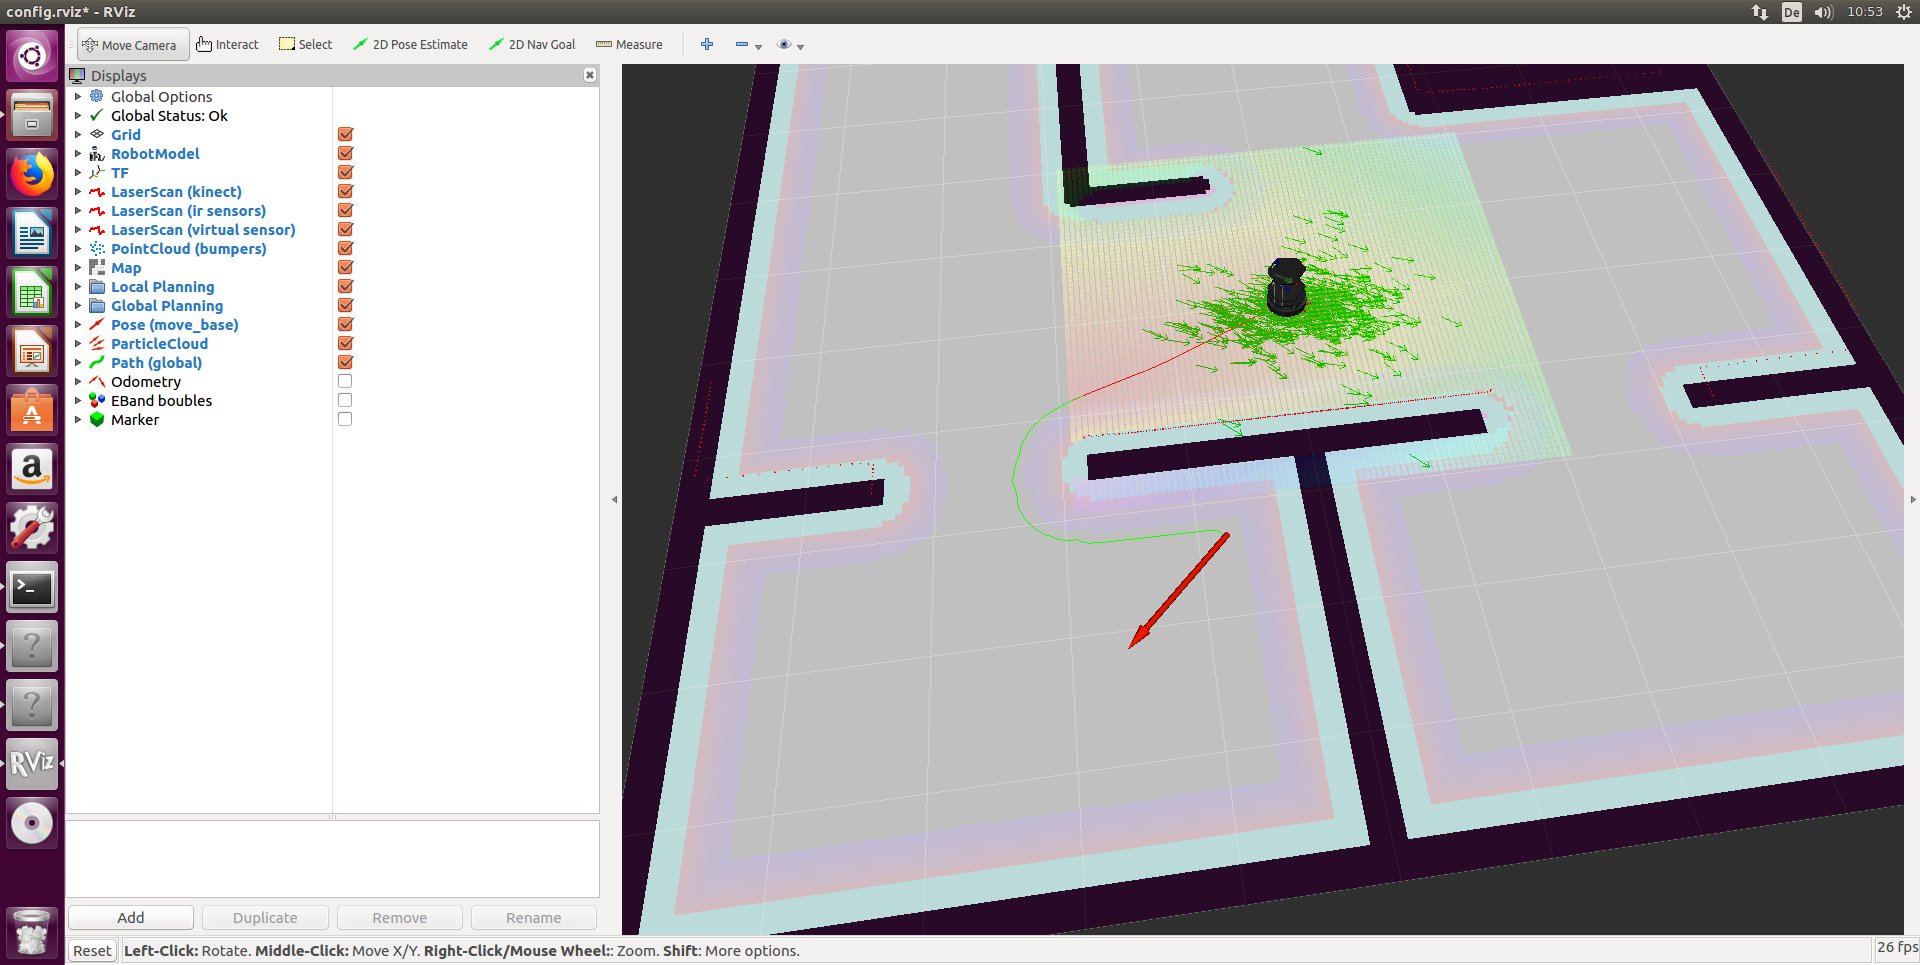 config.rviz* - RViz
De
10:53
Move Camera
Interact
Select
2D Pose Estimate
2D Nav Goal
Measure
Displays
Global Options
Global Status: Ok
Grid
RobotModel
TF
LaserScan (kinect)
LaserScan (ir sensors)
LaserScan (virtual sensor)
PointCloud (bumpers)
Map
Local Planning
Global Planning
Pose (move_base)
ParticleCloud
Path (global)
Odometry
EBand boubles
Marker
RViz
Add
Duplicate
Remove
Rename
Reset
Left-Click: Rotate. Middle-Click: Move X/Y. Right-Click/Mouse Wheel:: Zoom. Shift: More options.
26 fps